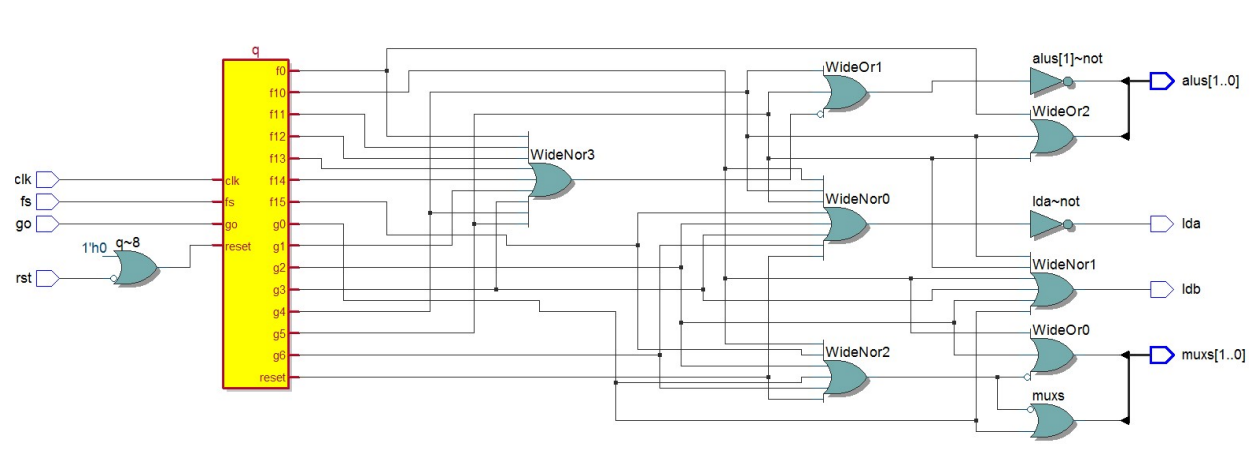 q
f0
f10
f11
f12
f13
f14
f15
g0
g1
g2
g3
g4
g5
g6
reset
clk
fs
go
reset
clk
fs
go
rst
1'h0
q~8
WideNor3
WideOr1
WideNor0
WideNor2
alus[1]~not
WideOr2
lda~not
WideNor1
WideOr0
muxs
alus[1..0]
lda
ldb
muxs[1..0]